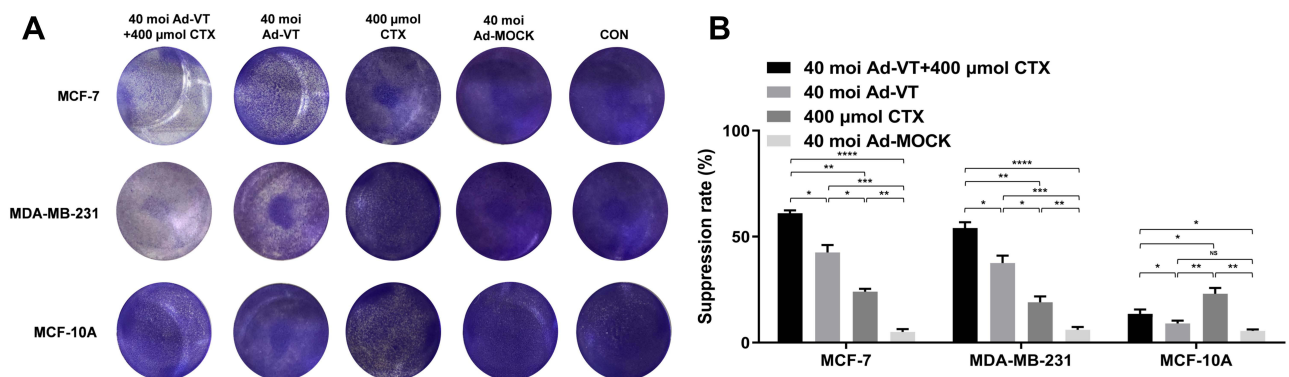 A
40 moi Ad-VT
+400 µmol CTX
40 moi
Ad-VT
400 µmol
CTX
40 moi
Ad-MOCK
CON
MCF-7
MDA-MB-231
MCF-10A
B
40 moi Ad-VT+400 µmol CTX
40 moi Ad-VT
400 µmol CTX
40 moi Ad-MOCK
Suppression rate (%)
100
50
0
****
**
***
* * **
****
**
***
* * **
*
*
NS
* ** **
MCF-7 MDA-MB-231 MCF-10A